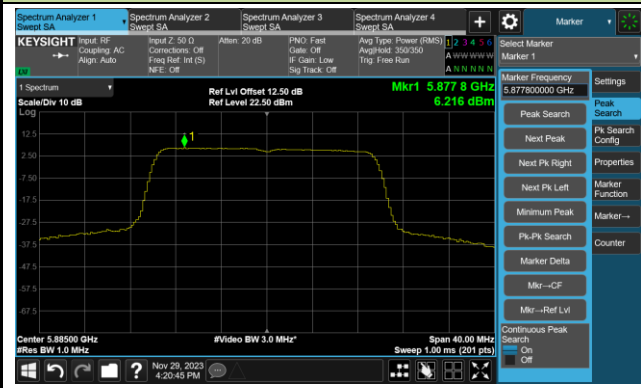 Spectrum Analyzer 1
Swept SA
Spectrum Analyzer 2
Swept SA
Spectrum Analyzer 3
Swept SA
Spectrum Analyzer 4
Swept SA
+
Marker
KEYSIGHT
Input: RF
Coupling: AC
Align: Auto
Input Z: 50 Ω
Corrections: Off
Freq Ref: Int (S)
NFE: Off
Atten: 20 dB
PNO: Fast
Gate: Off
IF Gain: Low
Sig Track: Off
Avg Type: Power (RMS)
Avg|Hold: 350/350
Trig: Free Run
1 2 3 4 5 6
A W W W W W
A N N N N N
LW
Select Marker
Marker 1
1 Spectrum
Scale/Div 10 dB
Log
Ref Lvl Offset 12.50 dB
Ref Level 22.50 dBm
Mkr1 5.877 8 GHz
6.216 dBm
1
12.5
2.50
-7.50
-17.5
-27.5
-37.5
-47.5
-57.5
-67.5
Center 5.88500 GHz
#Res BW 1.0 MHz
#Video BW 3.0 MHz*
Span 40.00 MHz
Sweep 1.00 ms (201 pts)
Marker Frequency
5.877800000 GHz
Peak Search
Next Peak
Next Pk Right
Next Pk Left
Minimum Peak
Pk-Pk Search
Marker Delta
Mkr→CF
Mkr→Ref Lvl
Continuous Peak
Search
On
Off
Settings
Peak
Search
Pk Search
Config
Properties
Marker
Function
Marker→
Counter
?
Nov 29, 2023
4:20:45 PM